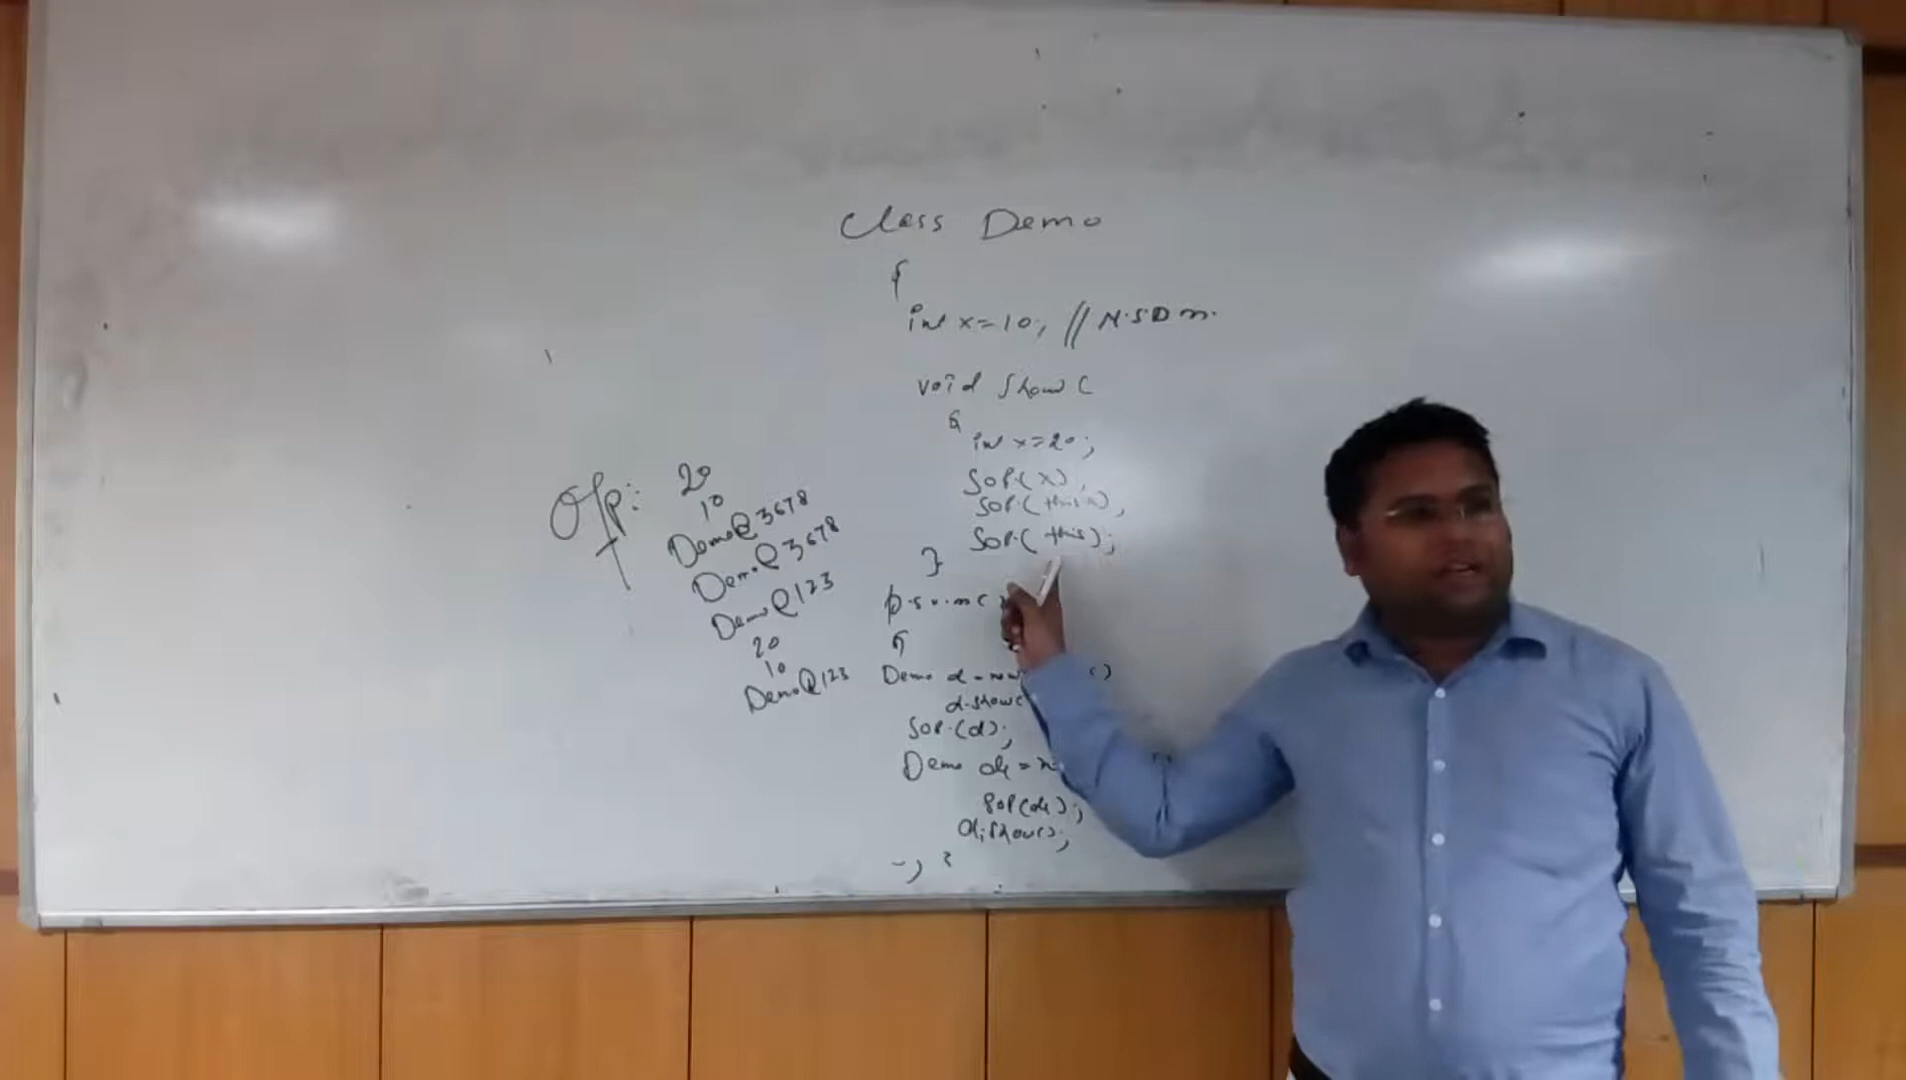 Class Demo
{
int x=10; // N.S.D.m.
void show(
{
int x=20;
SOP.(x);
SOP.(this.x);
SOP.( this);
}
p.s.v.m( )
{
Demo d = new ()
d.show(
SOP.(d);
Demo d1 =
SOP(d1);
d1.show();
O/p: 20
10
Demo@3678
Demo@3678
Demo@123
20
10
Demo@123